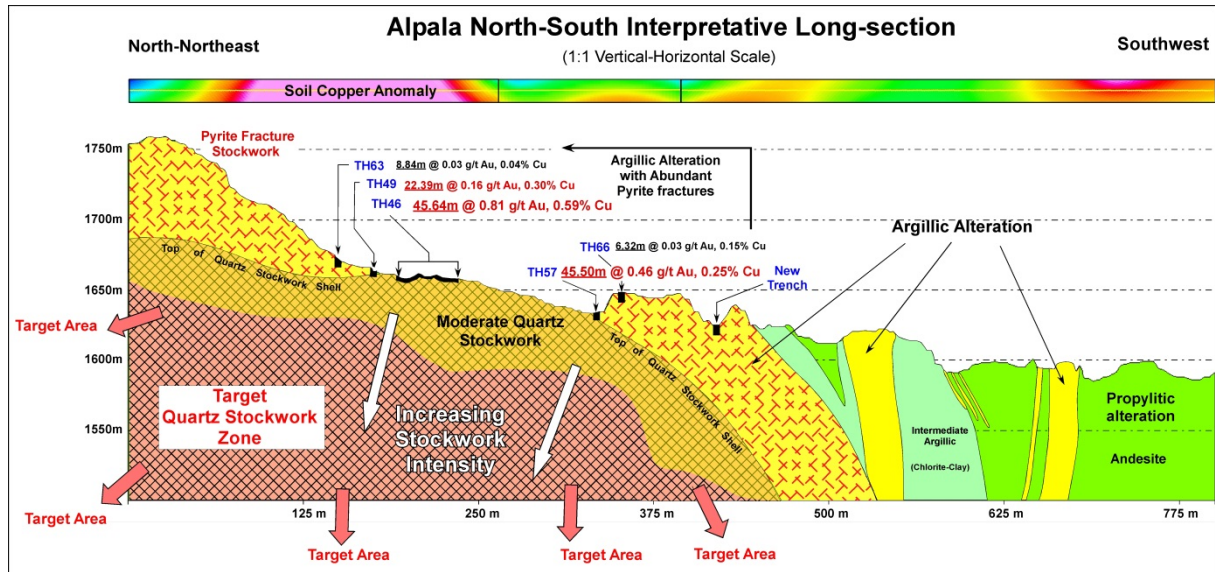 Alpala North-South Interpretative Long-section
(1:1 Vertical-Horizontal Scale)
North-Northeast
Southwest
Soil Copper Anomaly
1750m
1700m
1650m
1600m
1550m
Pyrite Fracture
Stockwork
TH63 8.84m @ 0.03 g/t Au, 0.04% Cu
TH49 22.39m @ 0.16 g/t Au, 0.30% Cu
TH46 45.64m @ 0.81 g/t Au, 0.59% Cu
Argillic Alteration
with Abundant
Pyrite fractures
TH66 6.32m @ 0.03 g/t Au, 0.15% Cu
TH57 45.50m @ 0.46 g/t Au, 0.25% Cu
New
Trench
Argillic Alteration
Top of Quartz Stockwork Shell
Moderate Quartz
Stockwork
Top of Quartz Stockwork Shell
Target Area
Target
Quartz Stockwork
Zone
Increasing
Stockwork
Intensity
Intermediate
Argillic
(Chlorite-Clay)
Propylitic
alteration
Andesite
125 m
250 m
375 m
500 m
625 m
775 m
Target Area
Target Area
Target Area
Target Area